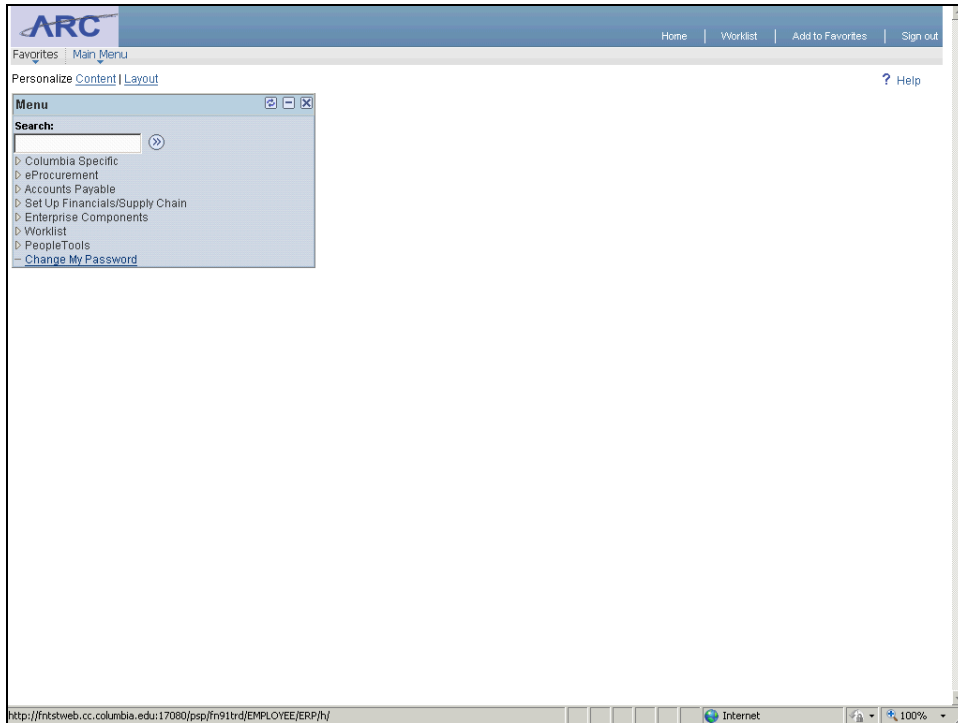 ARC
Home | Worklist | Add to Favorites | Sign out
Favorites Main Menu
Personalize Content | Layout
? Help
Menu
Search:
Columbia Specific
eProcurement
Accounts Payable
Set Up Financials/Supply Chain
Enterprise Components
Worklist
PeopleTools
Change My Password
http://fntstweb.cc.columbia.edu:17080/psp/fn91trd/EMPLOYEE/ERP/h/ Internet 100%